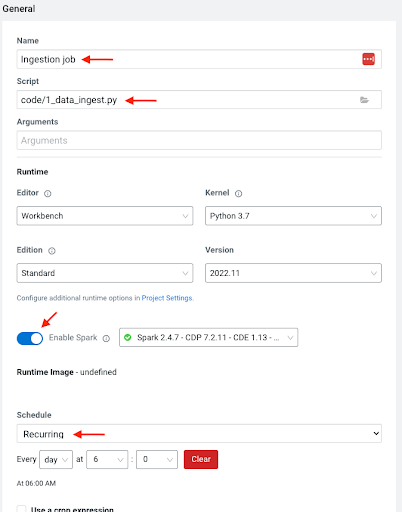 General
Name
Ingestion job
Script
code/1_data_ingest.py
Arguments
Arguments
Runtime
Editor Kernel
Workbench Python 3.7
Edition Version
Standard 2022.11
Configure additional runtime options in Project Settings.
Enable Spark Spark 2.4.7 - CDP 7.2.11 - CDE 1.13 - ...
Runtime Image - undefined
Schedule
Recurring
Every day at 6 : 0 Clear
At 06:00 AM
Use a cron expression